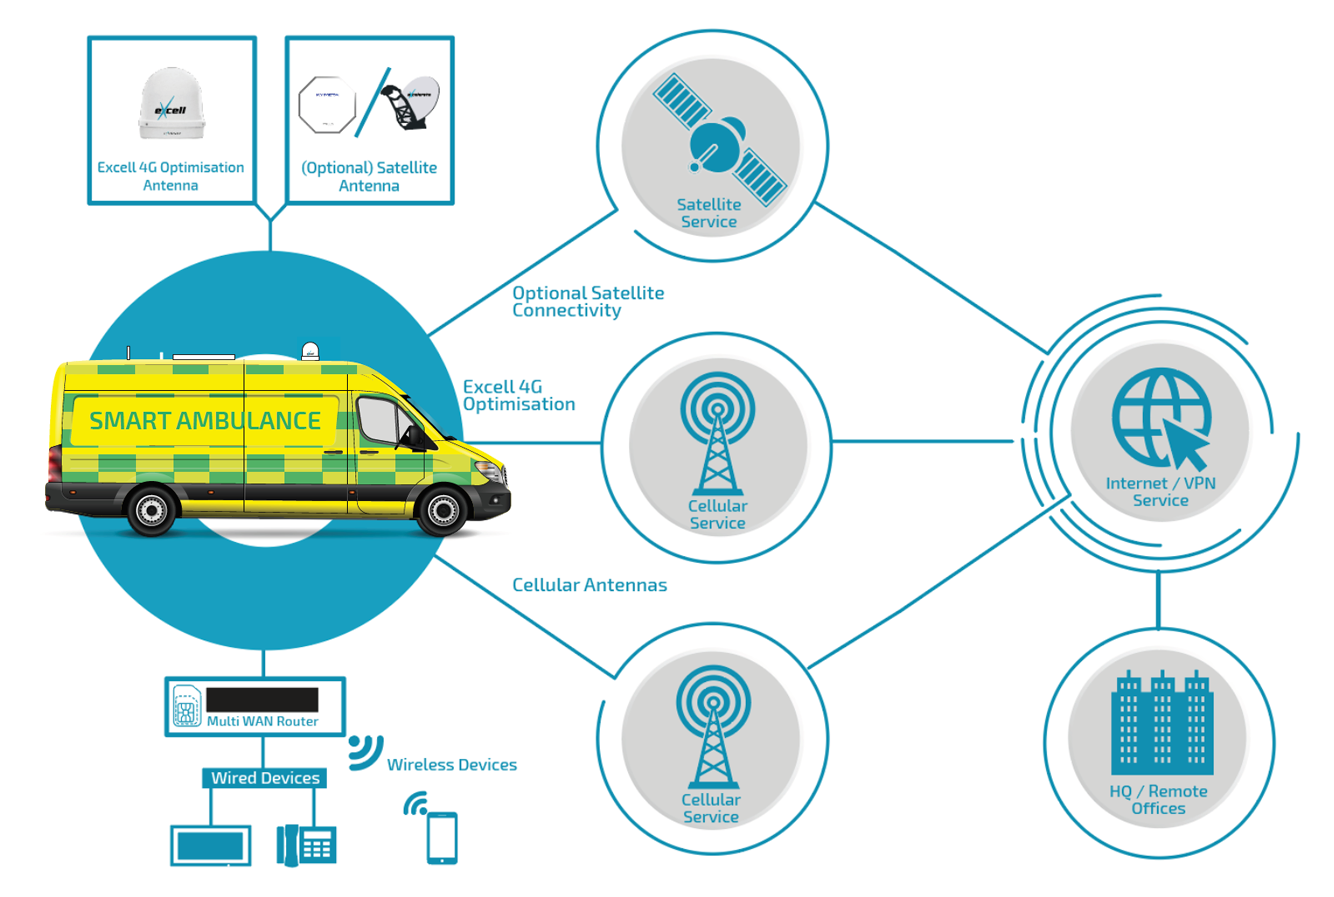 excell
Excell 4G Optimisation
Antenna
(Optional) Satellite
Antenna
Satellite
Service
Optional Satellite
Connectivity
Excell 4G
Optimisation
SMART AMBULANCE
Cellular
Service
Internet / VPN
Service
Cellular Antennas
Multi WAN Router
Wireless Devices
Wired Devices
Cellular
Service
HQ / Remote
Offices